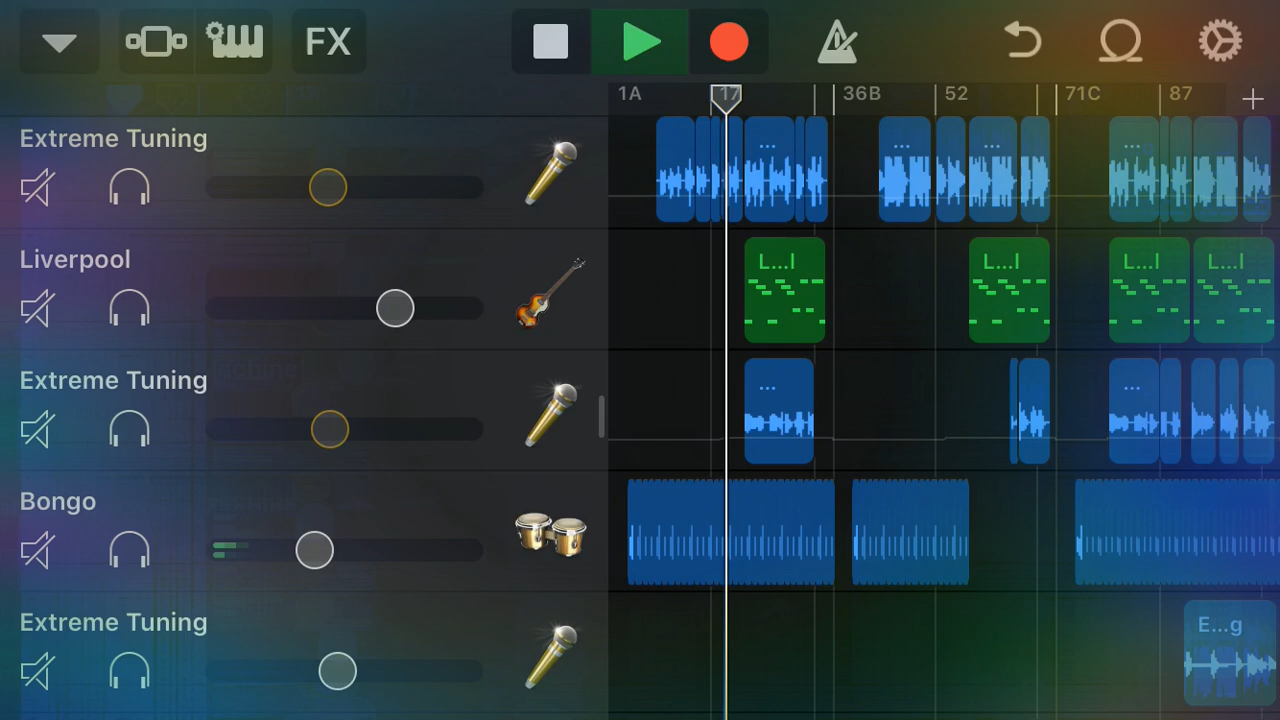 FX
1A 17 36B 52 71C 87
Extreme Tuning
... ... ... ...
Liverpool
L...l L...l L...l L...l
Extreme Tuning
... ...
Bongo
Extreme Tuning
E...g